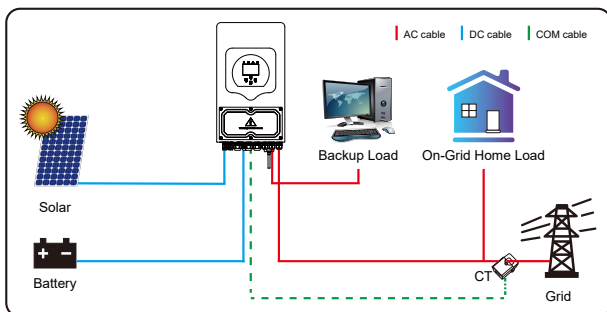 AC cable
DC cable
COM cable
Backup Load
On-Grid Home Load
Solar
Battery
CT
Grid